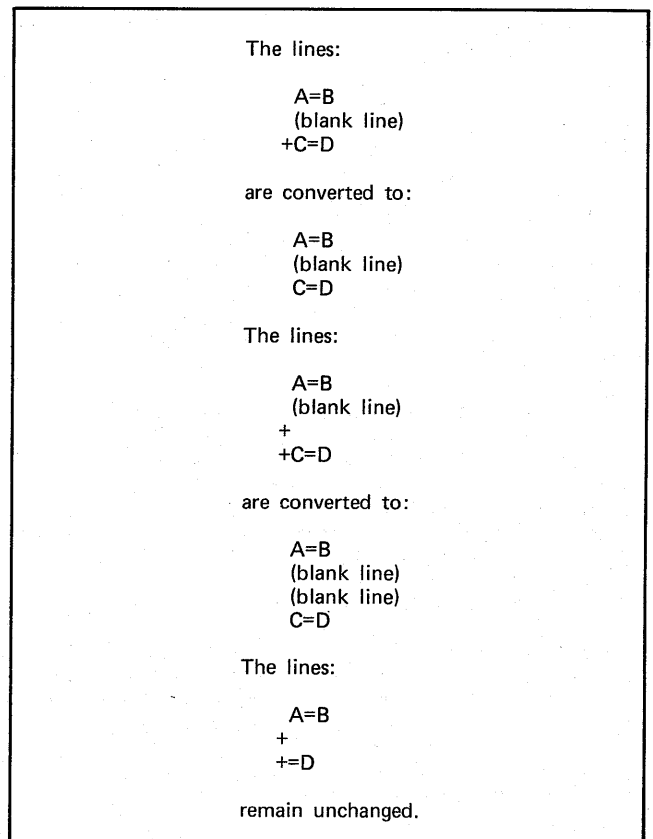 The lines:
A=B
(blank line)
+C=D
are converted to:
A=B
(blank line)
C=D
The lines:
A=B
(blank line)
+
+C=D
are converted to:
A=B
(blank line)
(blank line)
C=D
The lines:
A=B
+
+=D
remain unchanged.